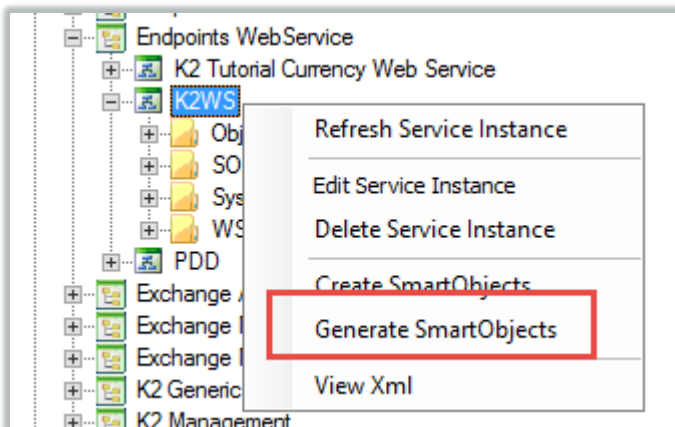 Endpoints WebService
K2 Tutorial Currency Web Service
K2WS
Obj
SO
Sys
WS
PDD
Exchange
Exchange
Exchange
K2 Generic
K2 Management
Refresh Service Instance
Edit Service Instance
Delete Service Instance
Create SmartObjects
Generate SmartObjects
View Xml